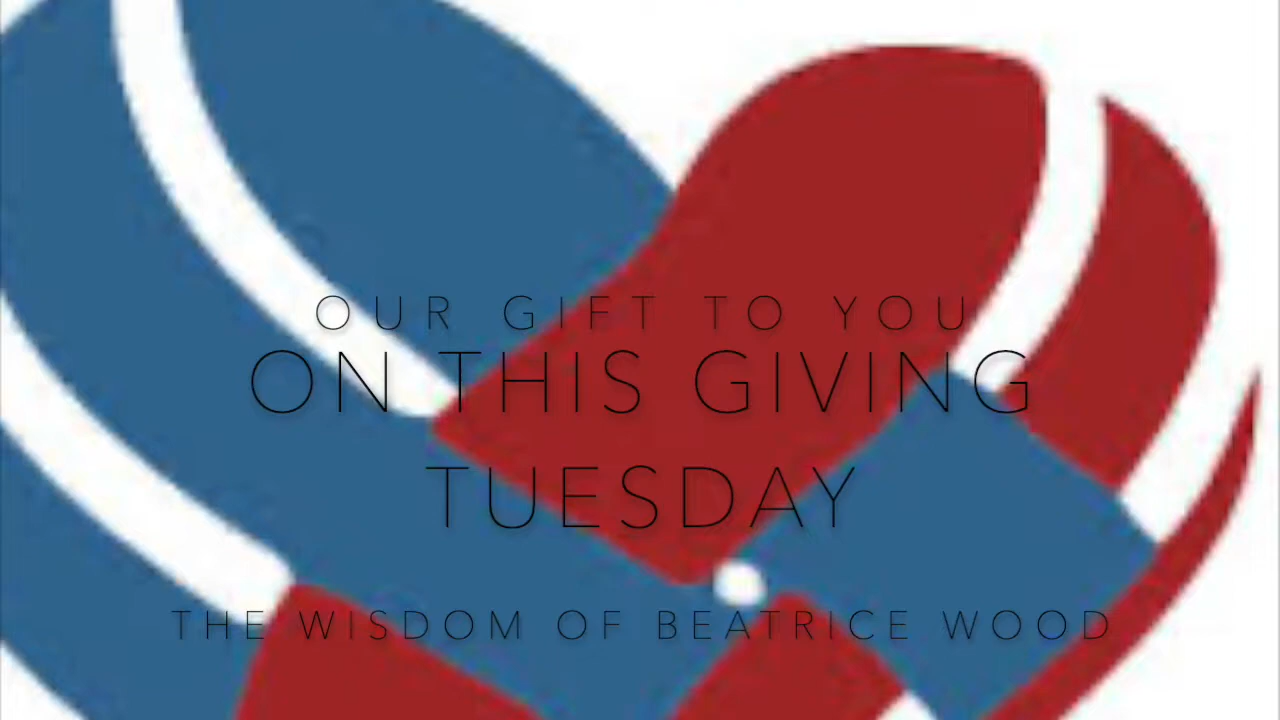 OUR GIFT TO YOU
ON THIS GIVING
TUESDAY
THE WISDOM OF BEATRICE WOOD